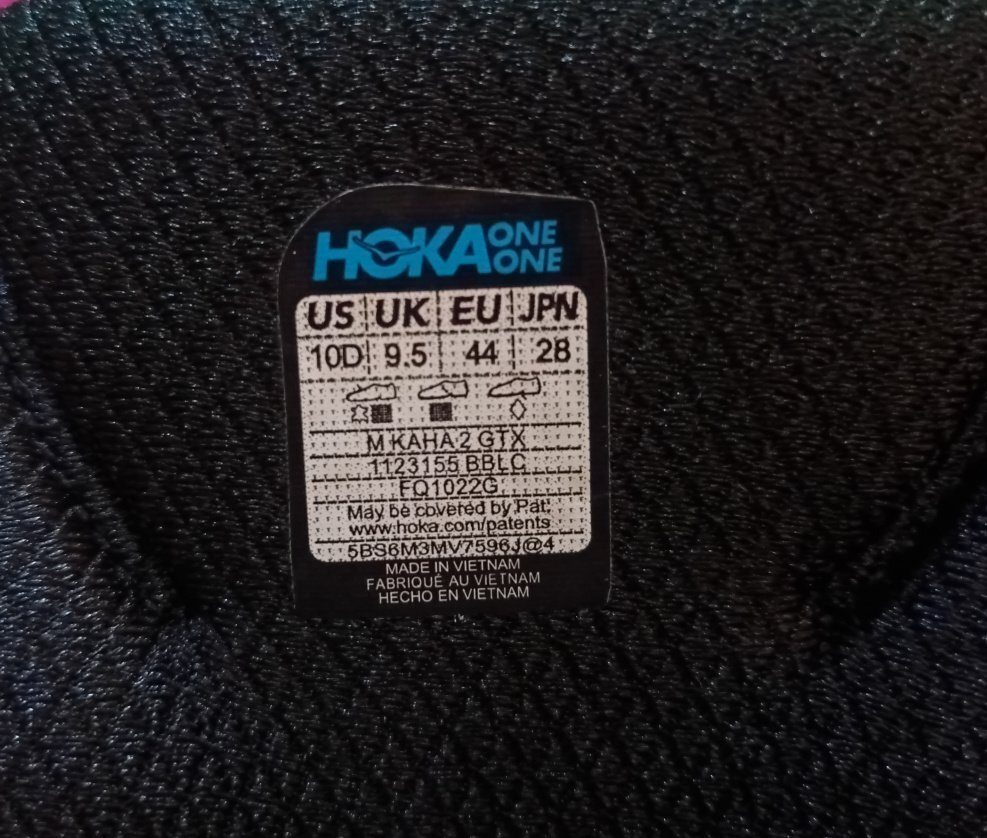 HOKA ONE ONE
US UK EU JPN
10D 9.5 44 28
M KAHA 2 GTX
1123155 BBLC
FQ1022G
May be covered by Pat.
www.hoka.com/patents
5BS6M3MV7596J@4
MADE IN VIETNAM
FABRIQUÉ AU VIETNAM
HECHO EN VIETNAM